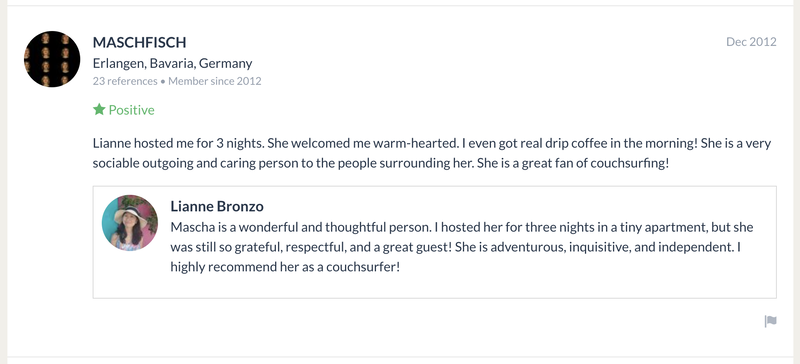 MASCHFISCH
Dec 2012
Erlangen, Bavaria, Germany
23 references • Member since 2012
Positive
Lianne hosted me for 3 nights. She welcomed me warm-hearted. I even got real drip coffee in the morning! She is a very
sociable outgoing and caring person to the people surrounding her. She is a great fan of couchsurfing!
Lianne Bronzo
Mascha is a wonderful and thoughtful person. I hosted her for three nights in a tiny apartment, but she
was still so grateful, respectful, and a great guest! She is adventurous, inquisitive, and independent. I
highly recommend her as a couchsurfer!